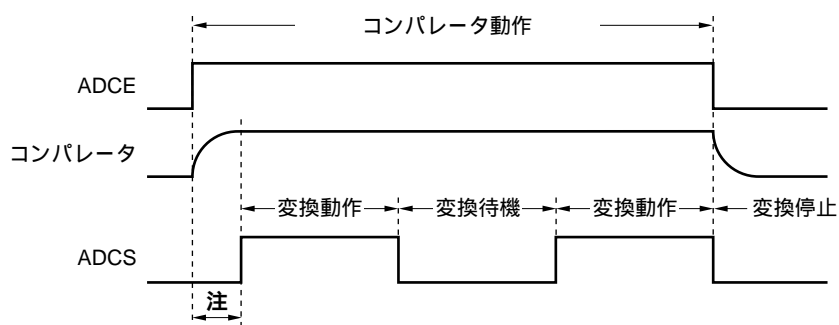 コンパレータ動作
ADCE
コンパレータ
変換動作 変換待機 変換動作 変換停止
ADCS
注